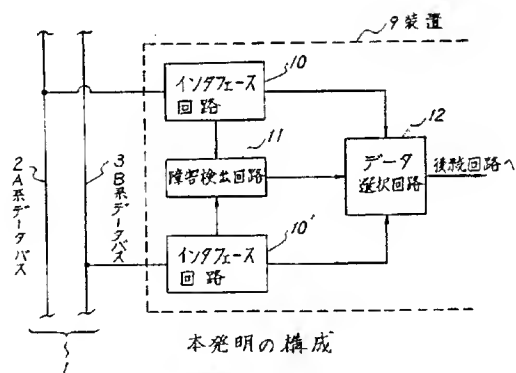 9 装置
インタフェース
回路
10
11
12
データ
選択回路
後続回路へ
障害検出回路
インタフェース
回路
10'
2 A系データバス
3 B系データバス
1
本発明の構成